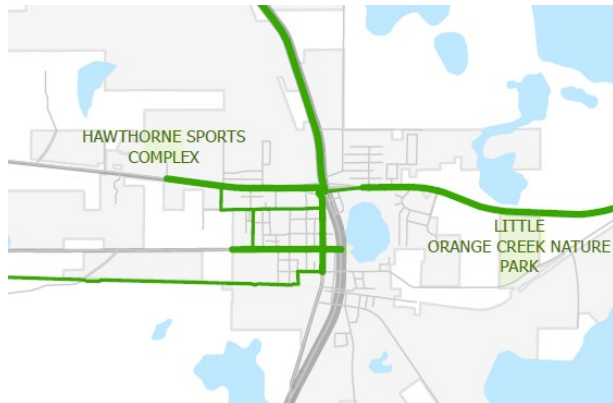 HAWTHORNE SPORTS
COMPLEX
LITTLE
ORANGE CREEK NATURE
PARK